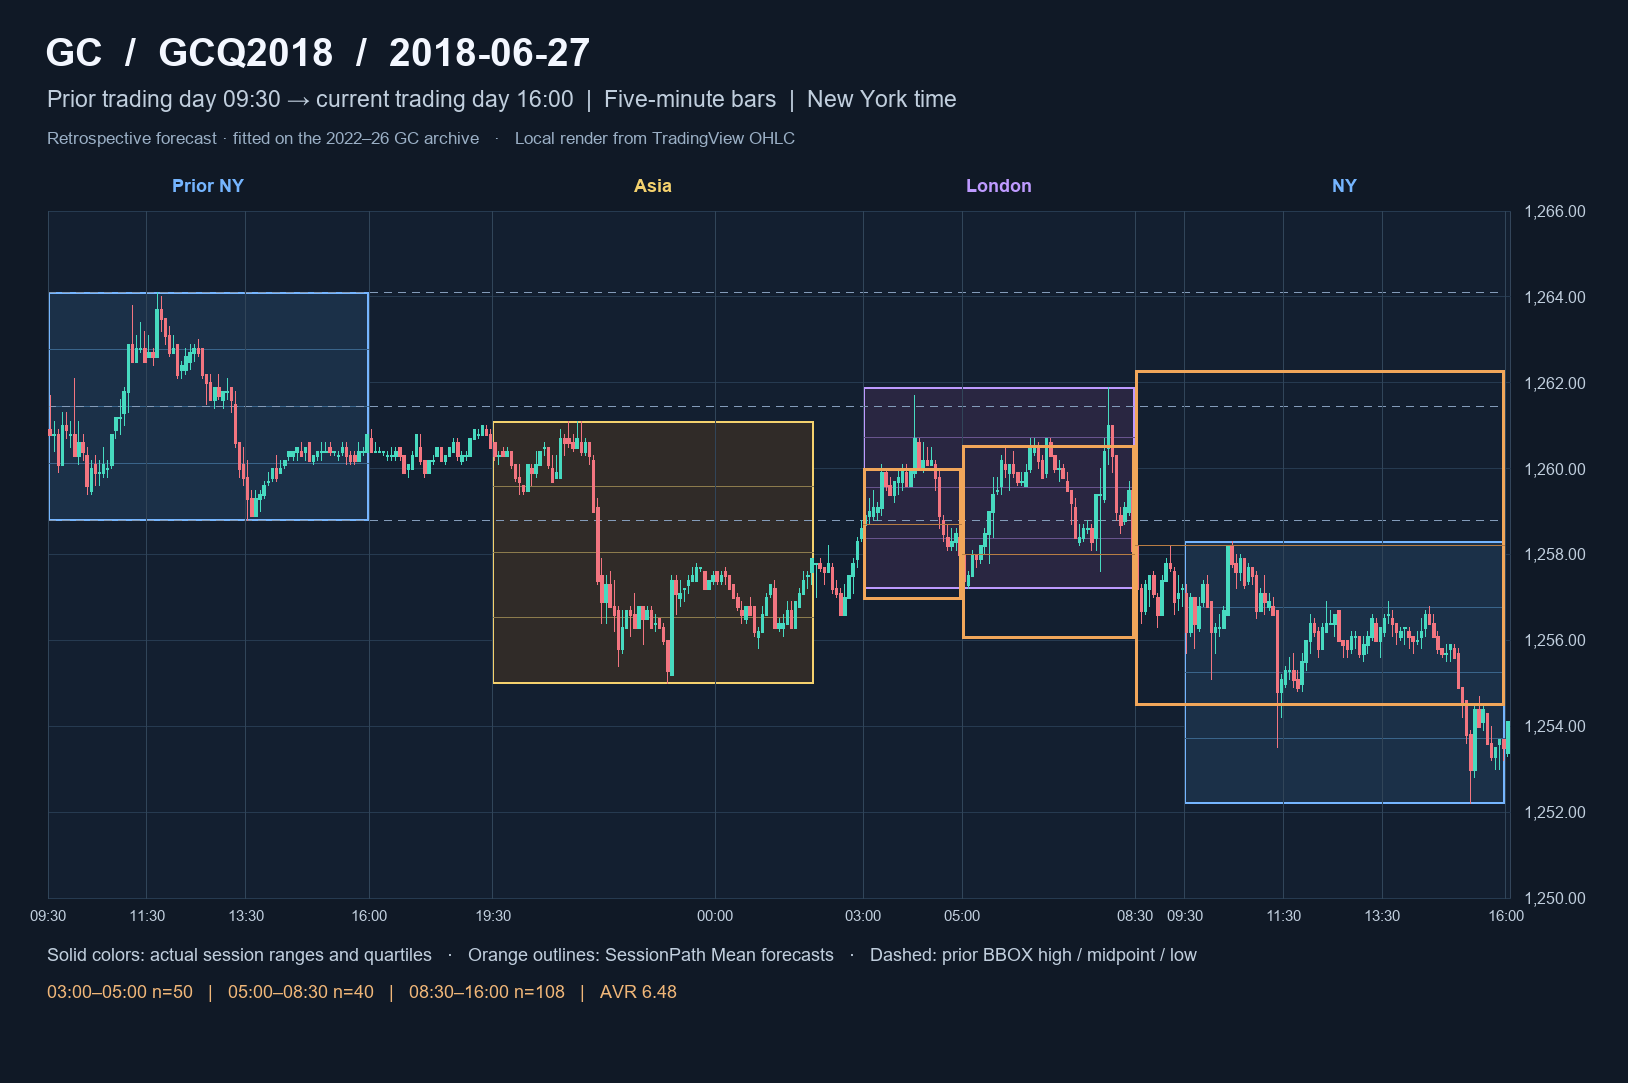 GC / GCQ2018 / 2018-06-27
Prior trading day 09:30 → current trading day 16:00 | Five-minute bars | New York time
Retrospective forecast · fitted on the 2022–26 GC archive · Local render from TradingView OHLC
Prior NY Asia London NY
1,266.00
1,264.00
1,262.00
1,260.00
1,258.00
1,256.00
1,254.00
1,252.00
1,250.00
09:30 11:30 13:30 16:00 19:30 00:00 03:00 05:00 08:30 09:30 11:30 13:30 16:00
Solid colors: actual session ranges and quartiles · Orange outlines: SessionPath Mean forecasts · Dashed: prior BBOX high / midpoint / low
03:00–05:00 n=50 | 05:00–08:30 n=40 | 08:30–16:00 n=108 | AVR 6.48